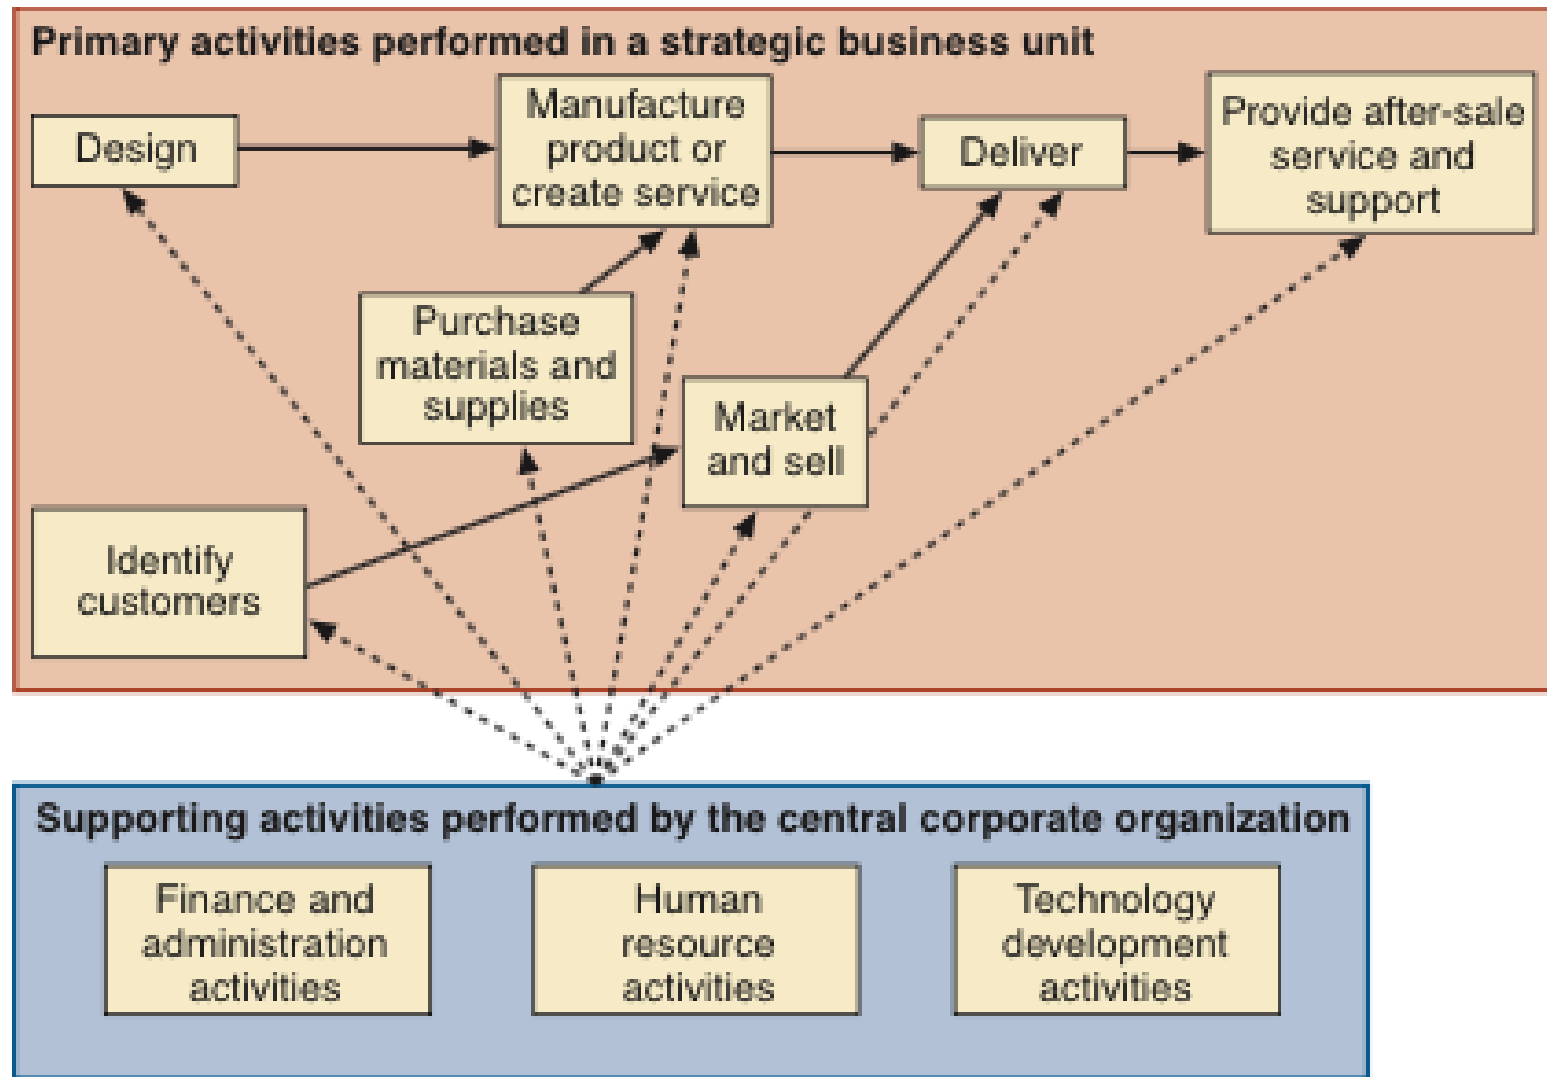 Primary activities performed in a strategic business unit
Design
Manufacture
product or
create service
Deliver
Provide after-sale
service and
support
Purchase
materials and
supplies
Market
and sell
Identify
customers
Supporting activities performed by the central corporate organization
Finance and
administration
activities
Human
resource
activities
Technology
development
activities